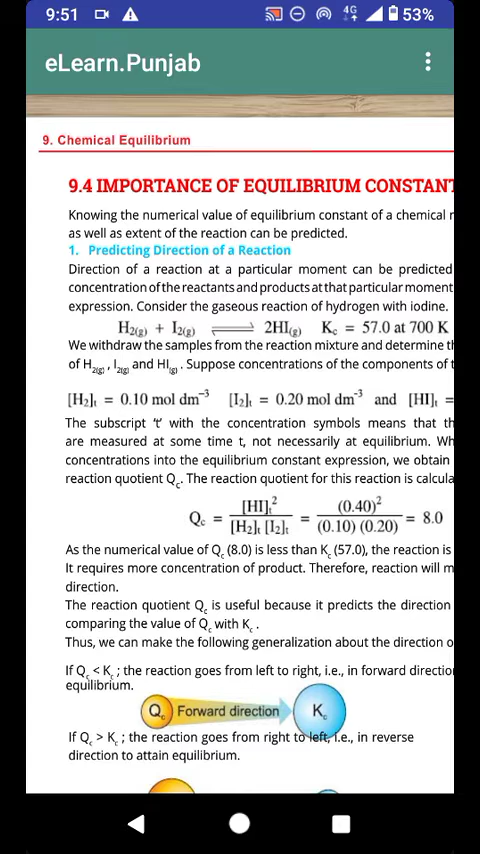 9:51 4G 53%
eLearn.Punjab
9. Chemical Equilibrium
9.4 IMPORTANCE OF EQUILIBRIUM CONSTANT
Knowing the numerical value of equilibrium constant of a chemical r
as well as extent of the reaction can be predicted.
1. Predicting Direction of a Reaction
Direction of a reaction at a particular moment can be predicted
concentration of the reactants and products at that particular moment
expression. Consider the gaseous reaction of hydrogen with iodine.
H₂(g) + I₂(g) ⇌ 2HI(g) Kc = 57.0 at 700 K
We withdraw the samples from the reaction mixture and determine th
of H₂(g), I₂(g) and HI(g). Suppose concentrations of the components of t
[H₂]t = 0.10 mol dm⁻³ [I₂]t = 0.20 mol dm⁻³ and [HI]t =
The subscript 't' with the concentration symbols means that th
are measured at some time t, not necessarily at equilibrium. Wh
concentrations into the equilibrium constant expression, we obtain
reaction quotient Qc. The reaction quotient for this reaction is calcula
Qc = [HI]t² / [H₂]t [I₂]t = (0.40)² / (0.10) (0.20) = 8.0
As the numerical value of Qc (8.0) is less than Kc (57.0), the reaction is
It requires more concentration of product. Therefore, reaction will m
direction.
The reaction quotient Qc is useful because it predicts the direction
comparing the value of Qc with Kc .
Thus, we can make the following generalization about the direction o
If Qc < Kc ; the reaction goes from left to right, i.e., in forward directio
equilibrium.
Qc Forward direction Kc
If Qc > Kc ; the reaction goes from right to left, i.e., in reverse
direction to attain equilibrium.